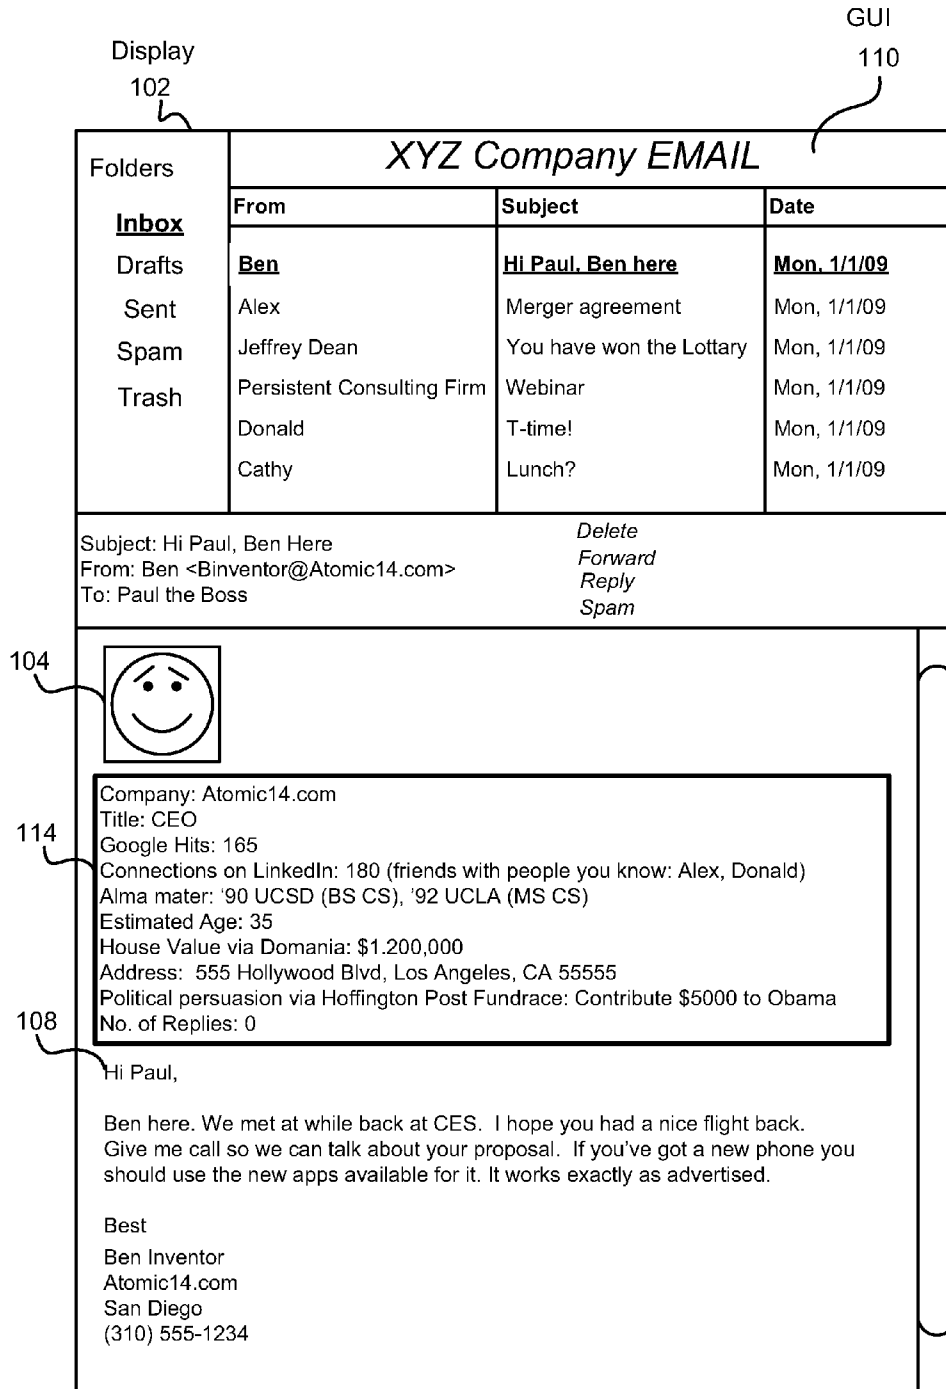 GUI
110
Display
102
Folders
XYZ Company EMAIL
From Subject Date
Inbox
Drafts
Sent
Spam
Trash
Ben Hi Paul, Ben here Mon, 1/1/09
Alex Merger agreement Mon, 1/1/09
Jeffrey Dean You have won the Lottary Mon, 1/1/09
Persistent Consulting Firm Webinar Mon, 1/1/09
Donald T-time! Mon, 1/1/09
Cathy Lunch? Mon, 1/1/09
Subject: Hi Paul, Ben Here
From: Ben <Binventor@Atomic14.com>
To: Paul the Boss
Delete
Forward
Reply
Spam
104
114
Company: Atomic14.com
Title: CEO
Google Hits: 165
Connections on LinkedIn: 180 (friends with people you know: Alex, Donald)
Alma mater: ‘90 UCSD (BS CS), ’92 UCLA (MS CS)
Estimated Age: 35
House Value via Domania: $1.200,000
Address: 555 Hollywood Blvd, Los Angeles, CA 55555
Political persuasion via Hoffington Post Fundrace: Contribute $5000 to Obama
No. of Replies: 0
108
Hi Paul,
Ben here. We met at while back at CES. I hope you had a nice flight back.
Give me call so we can talk about your proposal. If you’ve got a new phone you
should use the new apps available for it. It works exactly as advertised.
Best
Ben Inventor
Atomic14.com
San Diego
(310) 555-1234